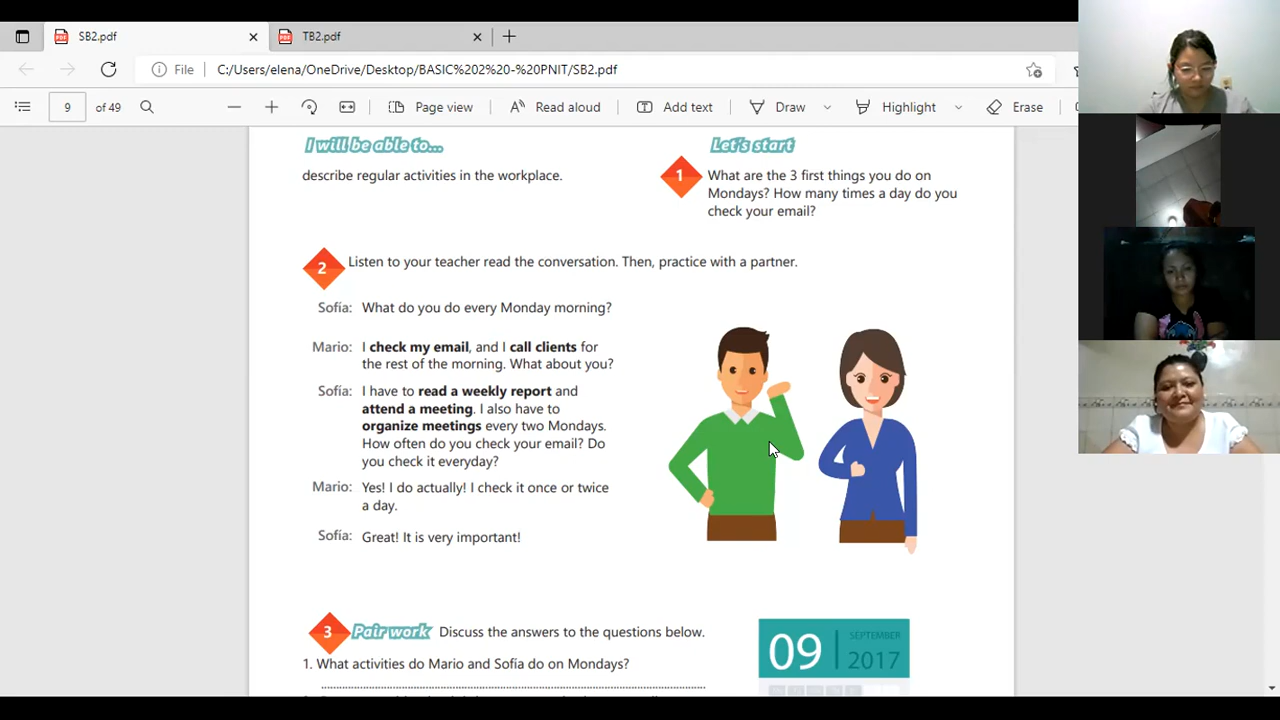 SB2.pdf
TB2.pdf
File C:/Users/elena/OneDrive/Desktop/BASIC%202%20-%20PNIT/SB2.pdf
9 of 49 Page view Read aloud Add text Draw Highlight Erase
I will be able to...
describe regular activities in the workplace.
Let's start
1 What are the 3 first things you do on
Mondays? How many times a day do you
check your email?
2 Listen to your teacher read the conversation. Then, practice with a partner.
Sofía: What do you do every Monday morning?
Mario: I check my email, and I call clients for
the rest of the morning. What about you?
Sofía: I have to read a weekly report and
attend a meeting. I also have to
organize meetings every two Mondays.
How often do you check your email? Do
you check it everyday?
Mario: Yes! I do actually! I check it once or twice
a day.
Sofía: Great! It is very important!
3 Pair work Discuss the answers to the questions below.
1. What activities do Mario and Sofía do on Mondays?
09 SEPTEMBER
2017